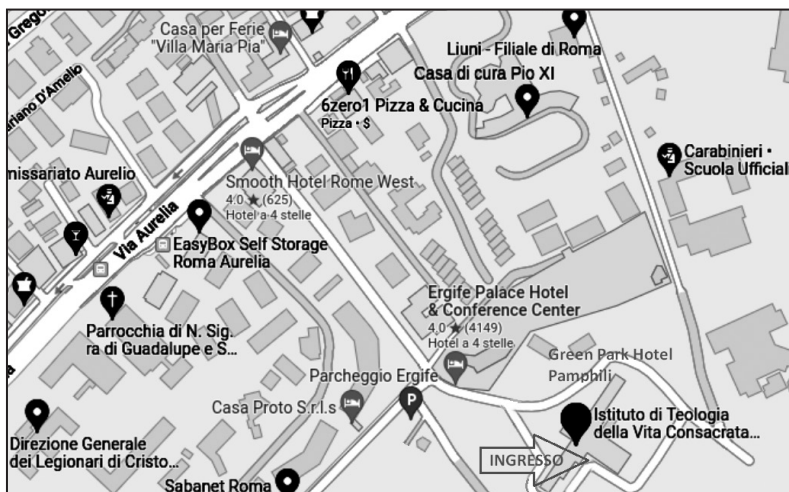 Gregor
Casa per Ferie
"Villa Maria Pia"
Liuni - Filiale di Roma
Casa di cura Pio XI
ariano D'Amelio
6zero1 Pizza & Cucina
Pizza • $
missariato Aurelio
Carabinieri •
Scuola Ufficiali
Smooth Hotel Rome West
4,0 ★ (625)
Hotel a 4 stelle
Via Aurelia
EasyBox Self Storage
Roma Aurelia
Parrocchia di N. Sig.
ra di Guadalupe e S...
Ergife Palace Hotel
& Conference Center
4,0 ★ (4149)
Hotel a 4 stelle
Green Park Hotel
Pamphili
Parcheggio Ergife
P
Casa Proto S.r.l.s
Istituto di Teologia
della Vita Consacrata...
Direzione Generale
dei Legionari di Cristo...
INGRESSO
Sabanet Roma